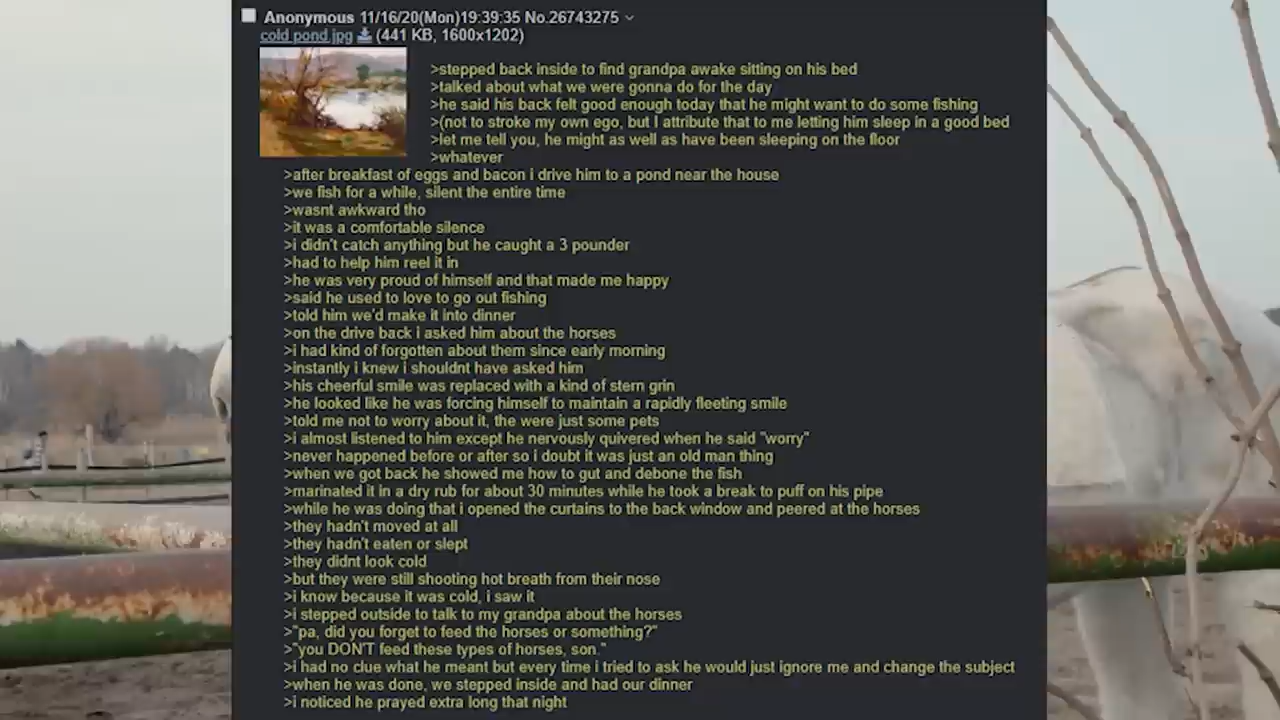 Anonymous 11/16/20(Mon)19:39:35 No.26743275
cold pond.jpg (441 KB, 1600x1202)
>stepped back inside to find grandpa awake sitting on his bed
>talked about what we were gonna do for the day
>he said his back felt good enough today that he might want to do some fishing
>(not to stroke my own ego, but I attribute that to me letting him sleep in a good bed
>let me tell you, he might as well as have been sleeping on the floor
>whatever
>after breakfast of eggs and bacon i drive him to a pond near the house
>we fish for a while, silent the entire time
>wasnt awkward tho
>it was a comfortable silence
>i didn't catch anything but he caught a 3 pounder
>had to help him reel it in
>he was very proud of himself and that made me happy
>said he used to love to go out fishing
>told him we'd make it into dinner
>on the drive back i asked him about the horses
>i had kind of forgotten about them since early morning
>instantly i knew i shouldnt have asked him
>his cheerful smile was replaced with a kind of stern grin
>he looked like he was forcing himself to maintain a rapidly fleeting smile
>told me not to worry about it, the were just some pets
>i almost listened to him except he nervously quivered when he said "worry"
>never happened before or after so i doubt it was just an old man thing
>when we got back he showed me how to gut and debone the fish
>marinated it in a dry rub for about 30 minutes while he took a break to puff on his pipe
>while he was doing that i opened the curtains to the back window and peered at the horses
>they hadn't moved at all
>they hadn't eaten or slept
>they didnt look cold
>but they were still shooting hot breath from their nose
>i know because it was cold, i saw it
>i stepped outside to talk to my grandpa about the horses
>"pa, did you forget to feed the horses or something?"
>"you DON'T feed these types of horses, son."
>i had no clue what he meant but every time i tried to ask he would just ignore me and change the subject
>when he was done, we stepped inside and had our dinner
>i noticed he prayed extra long that night